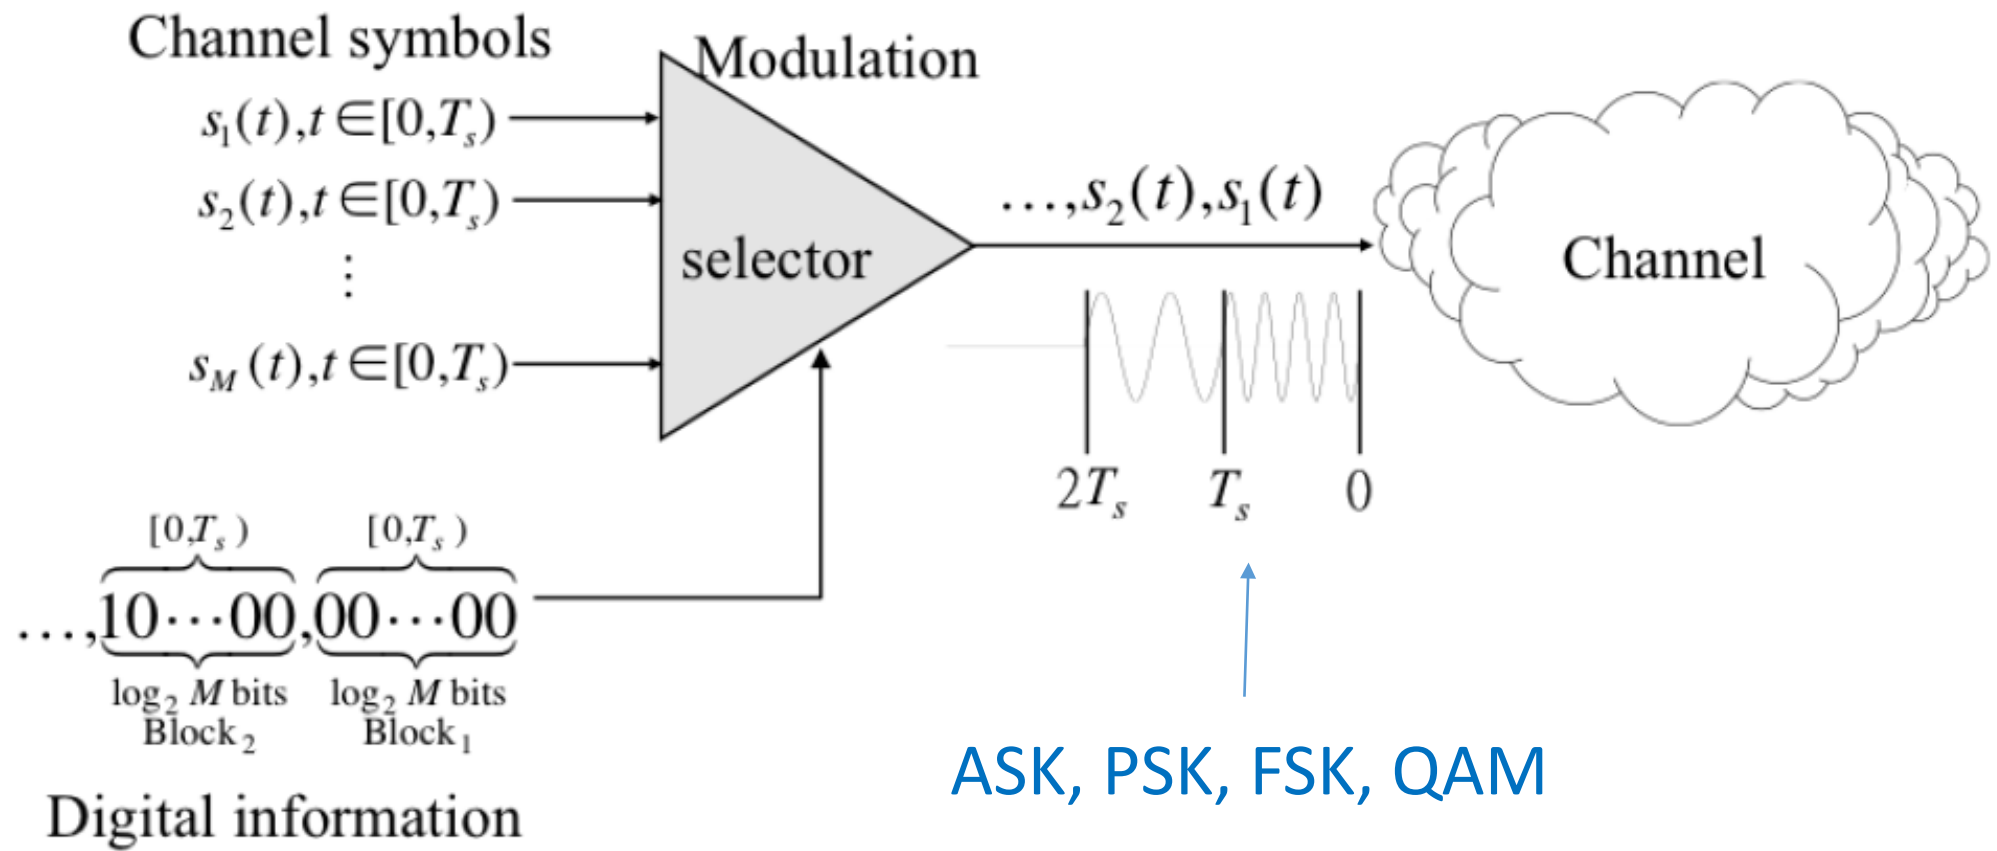 Channel symbols
Modulation
s₁(t),t∈[0,Tₛ)
s₂(t),t∈[0,Tₛ)
⋮
s_M(t),t∈[0,Tₛ)
selector
…,s₂(t),s₁(t)
Channel
2Tₛ Tₛ 0
[0,Tₛ) [0,Tₛ)
…,10⋯00,00⋯00
log₂ M bits log₂ M bits
Block₂ Block₁
Digital information
ASK, PSK, FSK, QAM